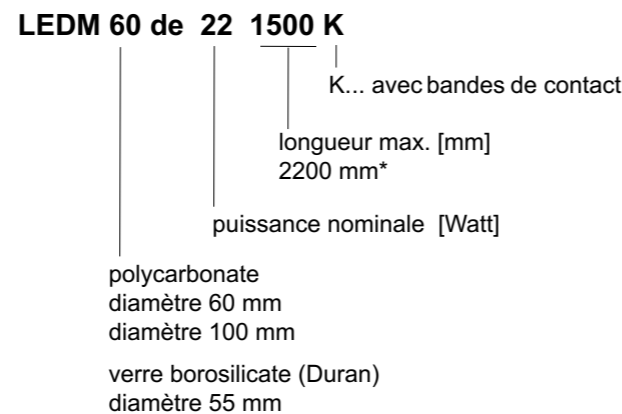 LEDM 60 de 22 1500 K
K... avec bandes de contact
longueur max. [mm]
2200 mm*
puissance nominale [Watt]
polycarbonate
diamètre 60 mm
diamètre 100 mm
verre borosilicate (Duran)
diamètre 55 mm